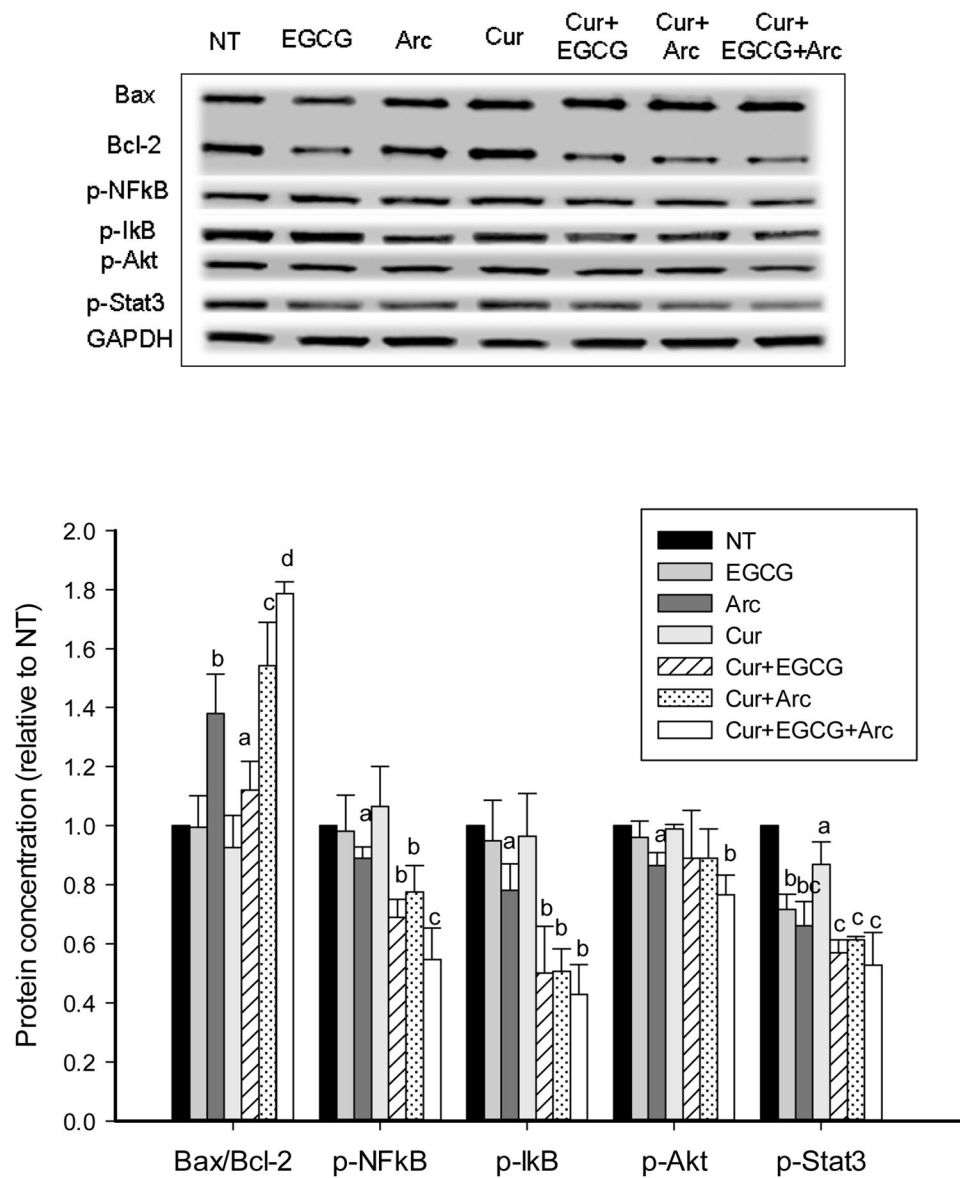 NT EGCG Arc Cur Cur+ EGCG Cur+ Arc Cur+ EGCG+Arc
Bax
Bcl-2
p-NFkB
p-IkB
p-Akt
p-Stat3
GAPDH
Protein concentration (relative to NT)
2.0
1.8
1.6
1.4
1.2
1.0
0.8
0.6
0.4
0.2
0.0
b a c d
a b b c
a b b b
a b
b bc a c c c
NT
EGCG
Arc
Cur
Cur+EGCG
Cur+Arc
Cur+EGCG+Arc
Bax/Bcl-2 p-NFkB p-IkB p-Akt p-Stat3